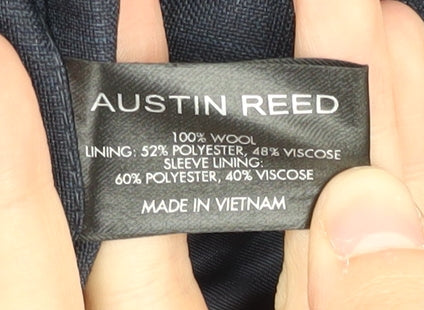 AUSTIN REED
100% WOOL
LINING: 52% POLYESTER, 48% VISCOSE
SLEEVE LINING:
60% POLYESTER, 40% VISCOSE
MADE IN VIETNAM